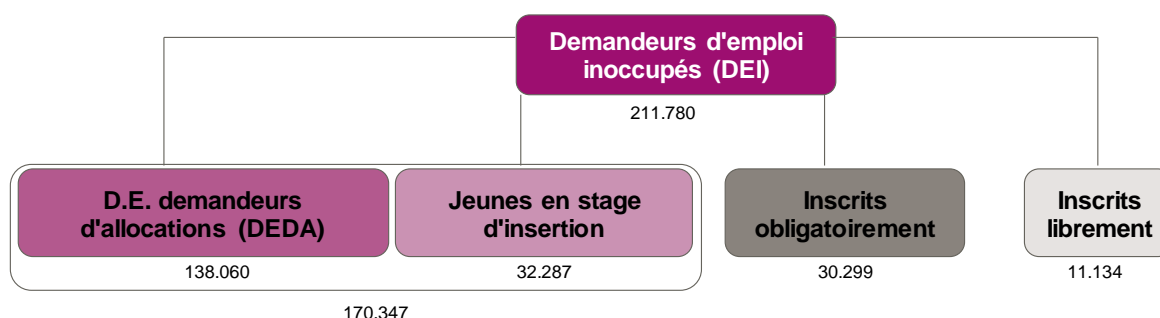 Demandeurs d'emploi
inoccupés (DEI)
211.780
D.E. demandeurs
d'allocations (DEDA)
138.060
Jeunes en stage
d'insertion
32.287
Inscrits
obligatoirement
30.299
Inscrits
librement
11.134
170.347